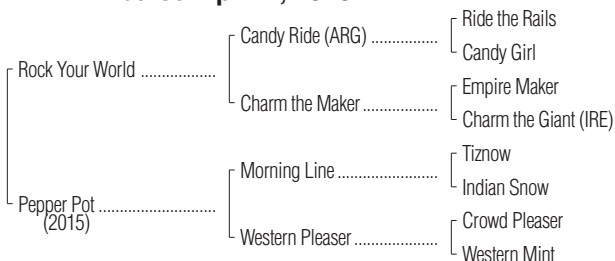 Ride the Rails
Candy Ride (ARG) ..................
Candy Girl
Rock Your World ..................
Empire Maker
Charm the Maker ..................
Charm the Giant (IRE)
Tiznow
Morning Line ........................
Indian Snow
Pepper Pot ............................
(2015)
Crowd Pleaser
Western Pleaser ....................
Western Mint